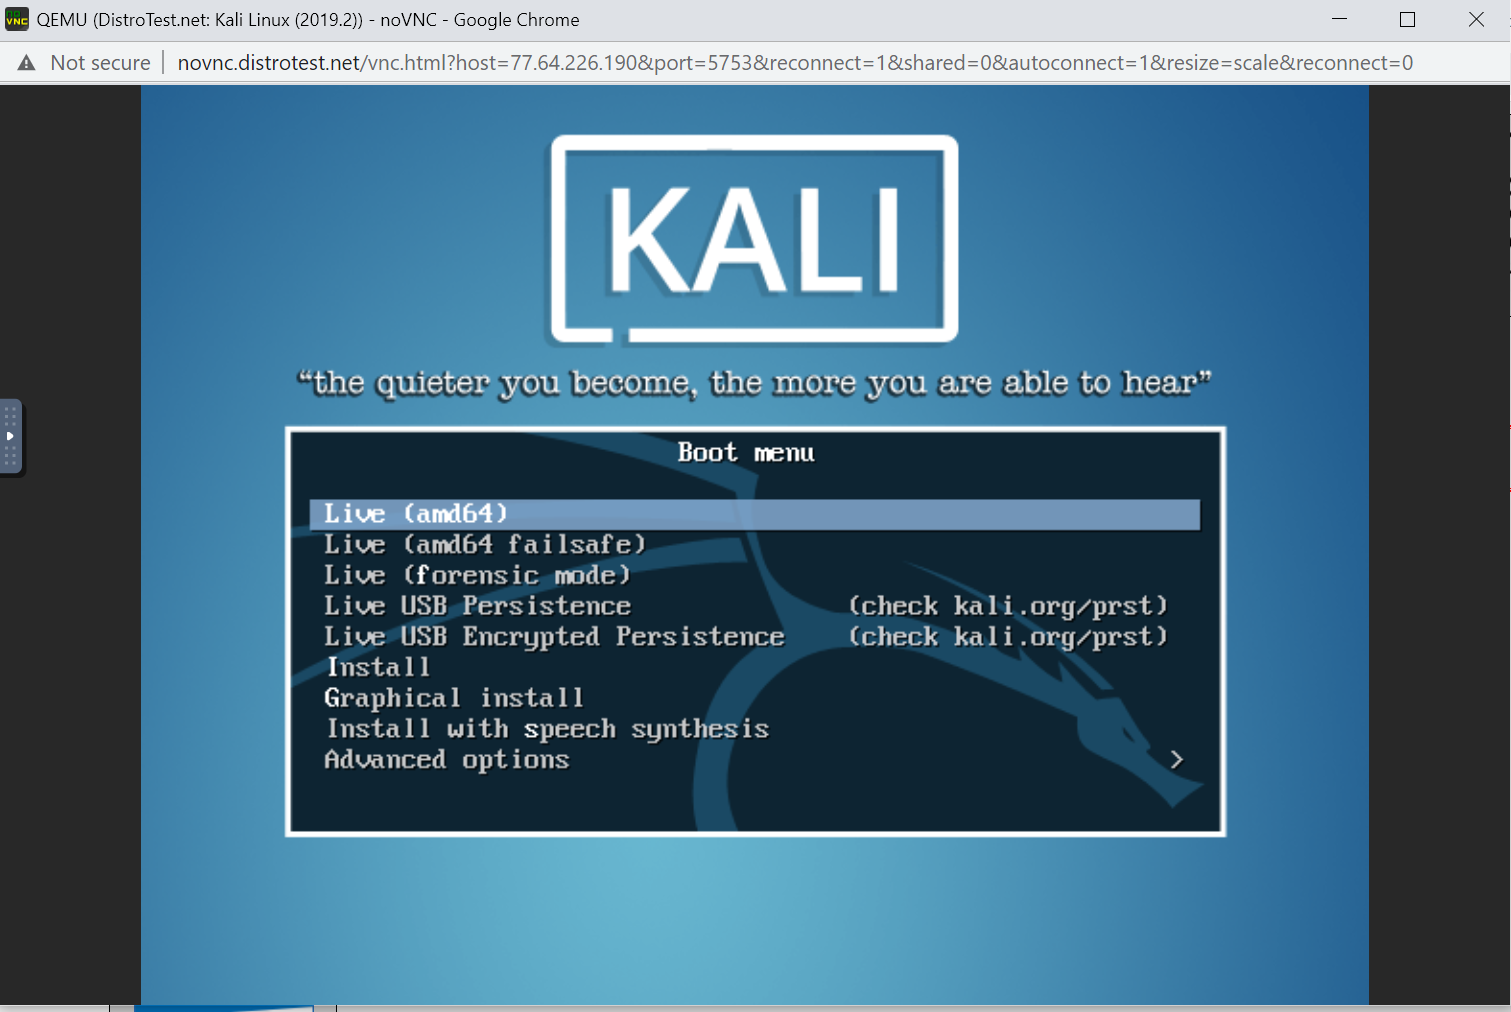 QEMU (DistroTest.net: Kali Linux (2019.2)) - noVNC - Google Chrome
Not secure | novnc.distrotest.net/vnc.html?host=77.64.226.190&port=5753&reconnect=1&shared=0&autoconnect=1&resize=scale&reconnect=0
KALI
“the quieter you become, the more you are able to hear”
Boot menu
Live (amd64)
Live (amd64 failsafe)
Live (forensic mode)
Live USB Persistence (check kali.org/prst)
Live USB Encrypted Persistence (check kali.org/prst)
Install
Graphical install
Install with speech synthesis
Advanced options >